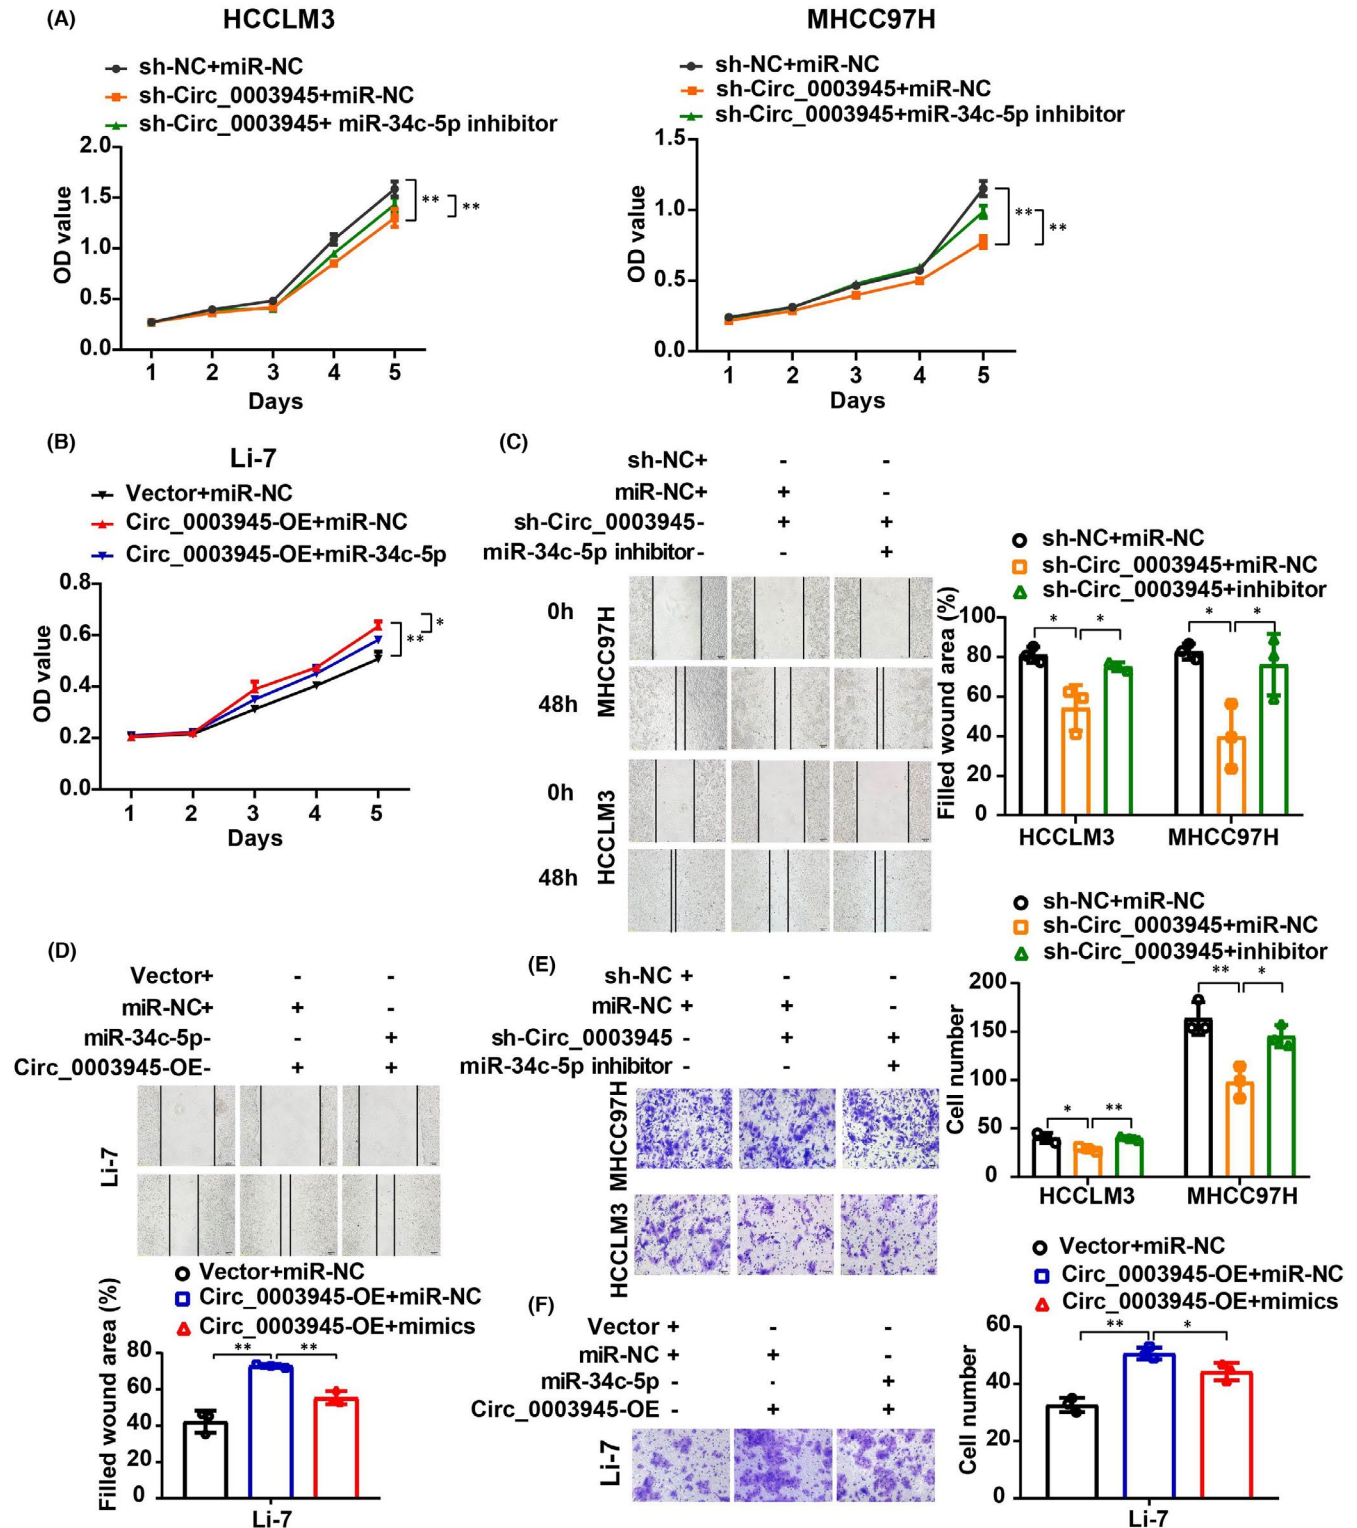 (A)
HCCLM3
sh-NC+miR-NC
sh-Circ_0003945+miR-NC
sh-Circ_0003945+ miR-34c-5p inhibitor
2.0
1.5
1.0
0.5
0.0
OD value
** **
1 2 3 4 5
Days
MHCC97H
sh-NC+miR-NC
sh-Circ_0003945+miR-NC
sh-Circ_0003945+miR-34c-5p inhibitor
1.5
1.0
0.5
0.0
OD value
** **
1 2 3 4 5
Days
(B)
Li-7
Vector+miR-NC
Circ_0003945-OE+miR-NC
Circ_0003945-OE+miR-34c-5p
0.8
0.6
0.4
0.2
0.0
OD value
** *
1 2 3 4 5
Days
(C)
sh-NC+ - -
miR-NC+ + -
sh-Circ_0003945- + +
miR-34c-5p inhibitor- - +
0h
48h
MHCC97H
0h
48h
HCCLM3
sh-NC+miR-NC
sh-Circ_0003945+miR-NC
sh-Circ_0003945+inhibitor
Filled wound area (%)
100
80
60
40
20
0
* * * *
HCCLM3 MHCC97H
(D)
Vector+ - -
miR-NC+ + -
miR-34c-5p- - +
Circ_0003945-OE- + +
Li-7
Vector+miR-NC
Circ_0003945-OE+miR-NC
Circ_0003945-OE+mimics
Filled wound area (%)
80
60
40
20
0
** **
Li-7
(E)
sh-NC + - -
miR-NC + + -
sh-Circ_0003945 - + +
miR-34c-5p inhibitor - - +
MHCC97H
HCCLM3
sh-NC+miR-NC
sh-Circ_0003945+miR-NC
sh-Circ_0003945+inhibitor
Cell number
200
150
100
50
0
* ** ** *
HCCLM3 MHCC97H
(F)
Vector + - -
miR-NC + + -
miR-34c-5p - - +
Circ_0003945-OE - + +
Li-7
Vector+miR-NC
Circ_0003945-OE+miR-NC
Circ_0003945-OE+mimics
Cell number
60
40
20
0
** *
Li-7